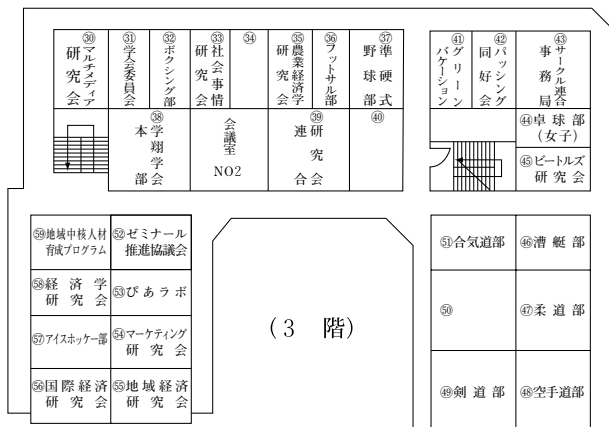 ㉚マルチメディア
研究会
㉛学会委員会
㉜ボクシング部
㉝社会事情
研究会
㉞
㉟農業経済学
研究会
㊱フットサル部
㊲準硬式
野球部
㊳学翔学会
本部
会議室
NO2
㊴研究会
連合
㊵
㊶グリーン
バケーション
㊷パッシング
同好会
㊸サークル連合
事務局
㊹卓球部
(女子)
㊺ビートルズ
研究会
㊾地域中核人材
育成プログラム
52ゼミナール
推進協議会
58経済学
研究会
53ぴあラボ
57アイスホッケー部
54マーケティング
研究会
56国際経済
研究会
55地域経済
研究会
(3 階)
51合気道部
㊻漕艇部
㊿
㊼柔道部
㊾剣道部
㊽空手道部